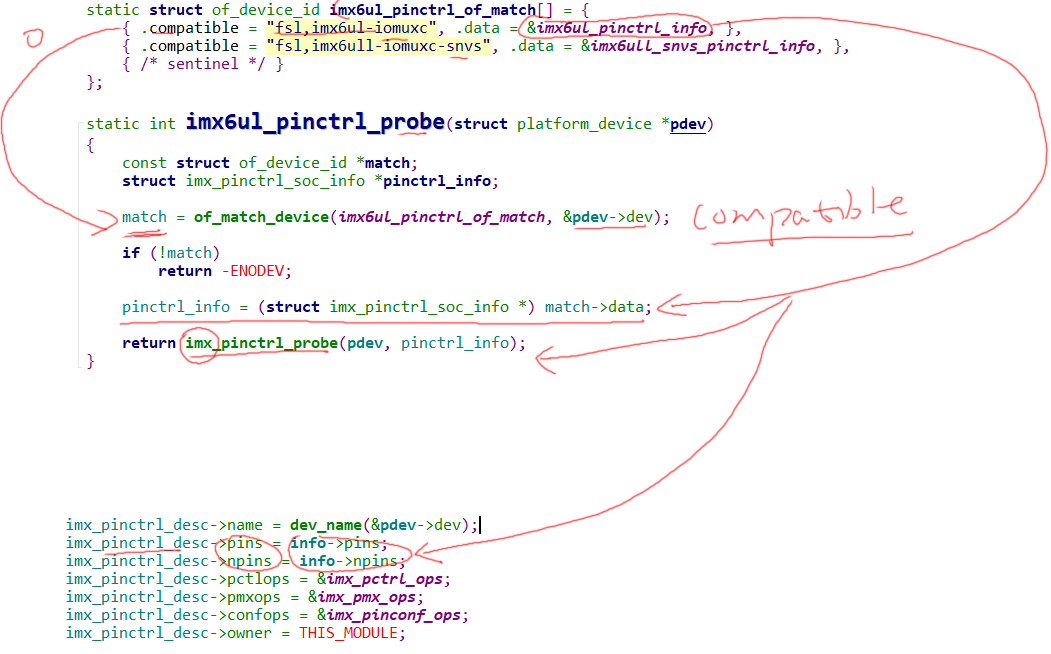 static struct of_device_id imx6ul_pinctrl_of_match[] = {
{ .compatible = "fsl,imx6ul-iomuxc", .data = &imx6ul_pinctrl_info, },
{ .compatible = "fsl,imx6ull-iomuxc-snvs", .data = &imx6ull_snvs_pinctrl_info, },
{ /* sentinel */ }
};
static int imx6ul_pinctrl_probe(struct platform_device *pdev)
{
const struct of_device_id *match;
struct imx_pinctrl_soc_info *pinctrl_info;
match = of_match_device(imx6ul_pinctrl_of_match, &pdev->dev);
compatible
if (!match)
return -ENODEV;
pinctrl_info = (struct imx_pinctrl_soc_info *) match->data;
return imx_pinctrl_probe(pdev, pinctrl_info);
}
imx_pinctrl_desc->name = dev_name(&pdev->dev);
imx_pinctrl_desc->pins = info->pins;
imx_pinctrl_desc->npins = info->npins;
imx_pinctrl_desc->pctlops = &imx_pctrl_ops;
imx_pinctrl_desc->pmxops = &imx_pmx_ops;
imx_pinctrl_desc->confops = &imx_pinconf_ops;
imx_pinctrl_desc->owner = THIS_MODULE;